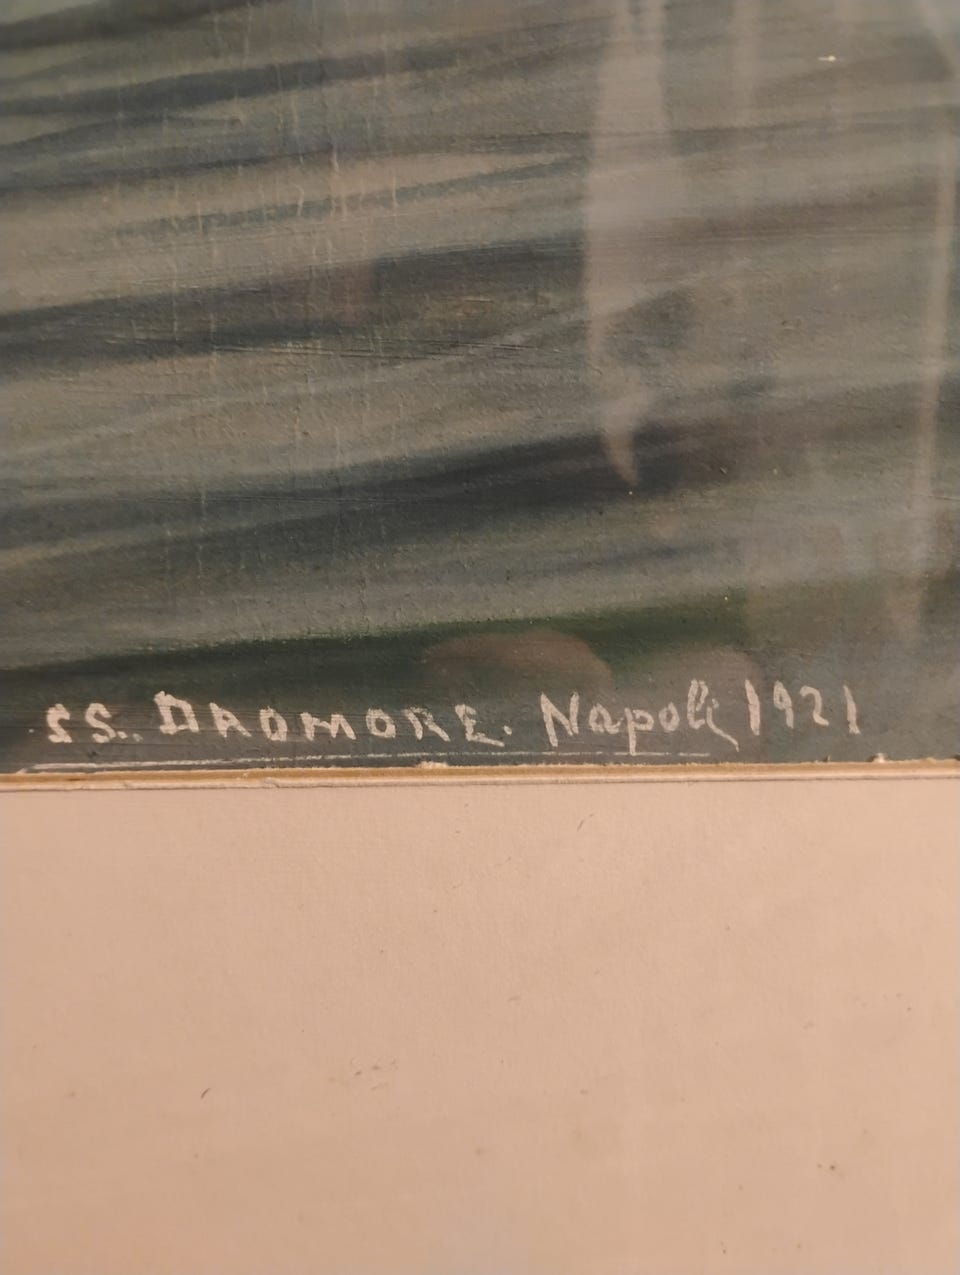 SS. DROMORE. Napoli 1921